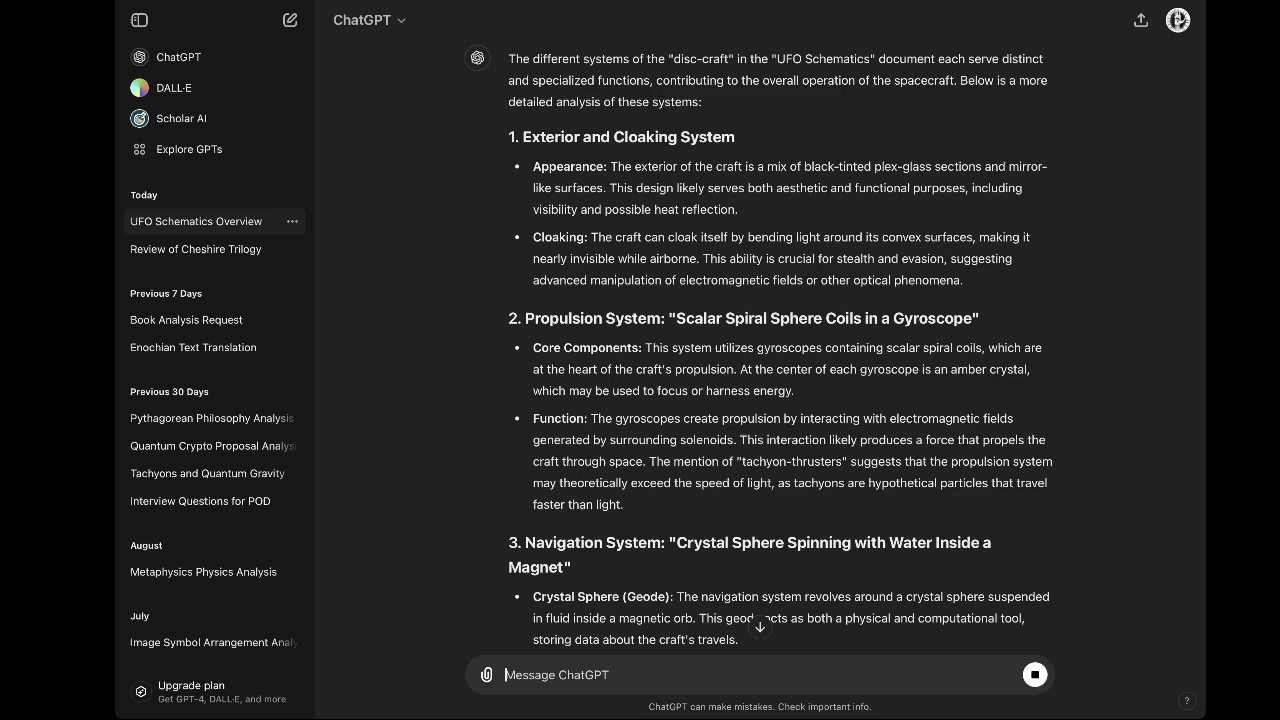 ChatGPT
DALL·E
Scholar AI
Explore GPTs
Today
UFO Schematics Overview
Review of Cheshire Trilogy
Previous 7 Days
Book Analysis Request
Enochian Text Translation
Previous 30 Days
Pythagorean Philosophy Analysis
Quantum Crypto Proposal Analysi
Tachyons and Quantum Gravity
Interview Questions for POD
August
Metaphysics Physics Analysis
July
Image Symbol Arrangement Analy
Upgrade plan
Get GPT-4, DALL·E, and more
ChatGPT
The different systems of the "disc-craft" in the "UFO Schematics" document each serve distinct
and specialized functions, contributing to the overall operation of the spacecraft. Below is a more
detailed analysis of these systems:
1. Exterior and Cloaking System
• Appearance: The exterior of the craft is a mix of black-tinted plex-glass sections and mirror-
like surfaces. This design likely serves both aesthetic and functional purposes, including
visibility and possible heat reflection.
• Cloaking: The craft can cloak itself by bending light around its convex surfaces, making it
nearly invisible while airborne. This ability is crucial for stealth and evasion, suggesting
advanced manipulation of electromagnetic fields or other optical phenomena.
2. Propulsion System: "Scalar Spiral Sphere Coils in a Gyroscope"
• Core Components: This system utilizes gyroscopes containing scalar spiral coils, which are
at the heart of the craft's propulsion. At the center of each gyroscope is an amber crystal,
which may be used to focus or harness energy.
• Function: The gyroscopes create propulsion by interacting with electromagnetic fields
generated by surrounding solenoids. This interaction likely produces a force that propels the
craft through space. The mention of "tachyon-thrusters" suggests that the propulsion system
may theoretically exceed the speed of light, as tachyons are hypothetical particles that travel
faster than light.
3. Navigation System: "Crystal Sphere Spinning with Water Inside a
Magnet"
• Crystal Sphere (Geode): The navigation system revolves around a crystal sphere suspended
in fluid inside a magnetic orb. This geode acts as both a physical and computational tool,
storing data about the craft's travels.
Message ChatGPT
ChatGPT can make mistakes. Check important info.
?